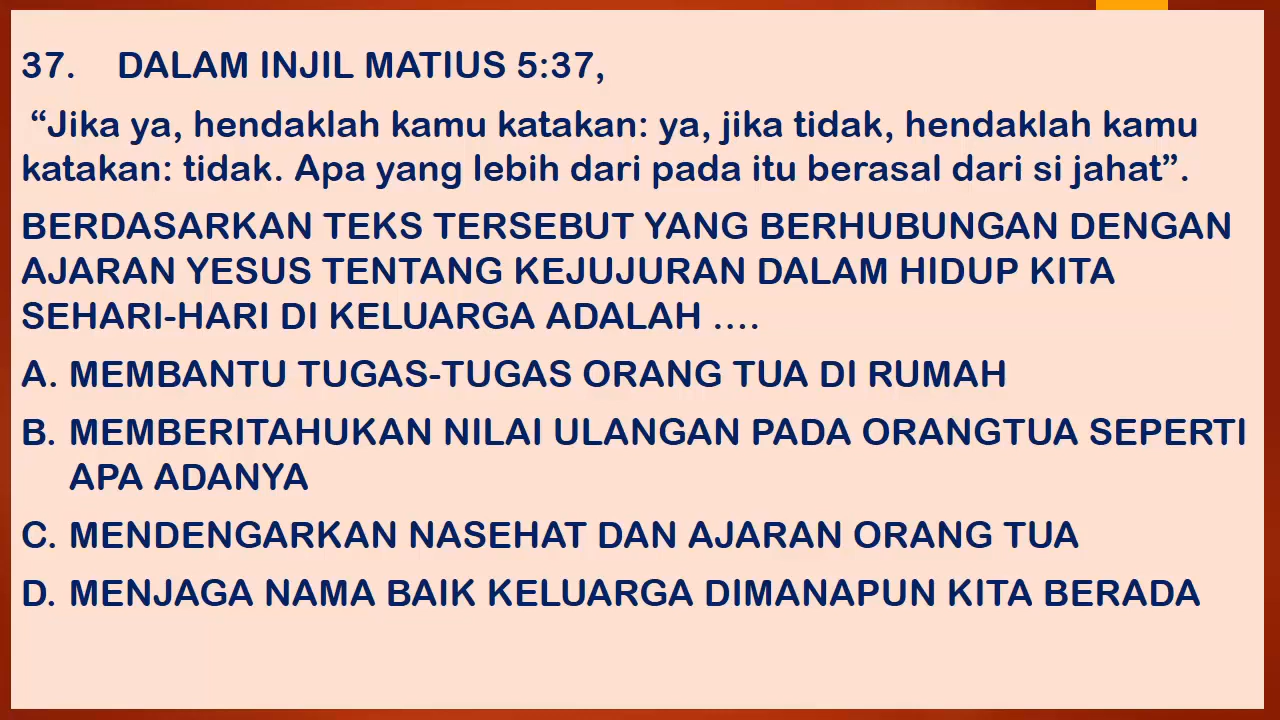 37. DALAM INJIL MATIUS 5:37,
“Jika ya, hendaklah kamu katakan: ya, jika tidak, hendaklah kamu
katakan: tidak. Apa yang lebih dari pada itu berasal dari si jahat”.
BERDASARKAN TEKS TERSEBUT YANG BERHUBUNGAN DENGAN
AJARAN YESUS TENTANG KEJUJURAN DALAM HIDUP KITA
SEHARI-HARI DI KELUARGA ADALAH ….
A. MEMBANTU TUGAS-TUGAS ORANG TUA DI RUMAH
B. MEMBERITAHUKAN NILAI ULANGAN PADA ORANGTUA SEPERTI
APA ADANYA
C. MENDENGARKAN NASEHAT DAN AJARAN ORANG TUA
D. MENJAGA NAMA BAIK KELUARGA DIMANAPUN KITA BERADA